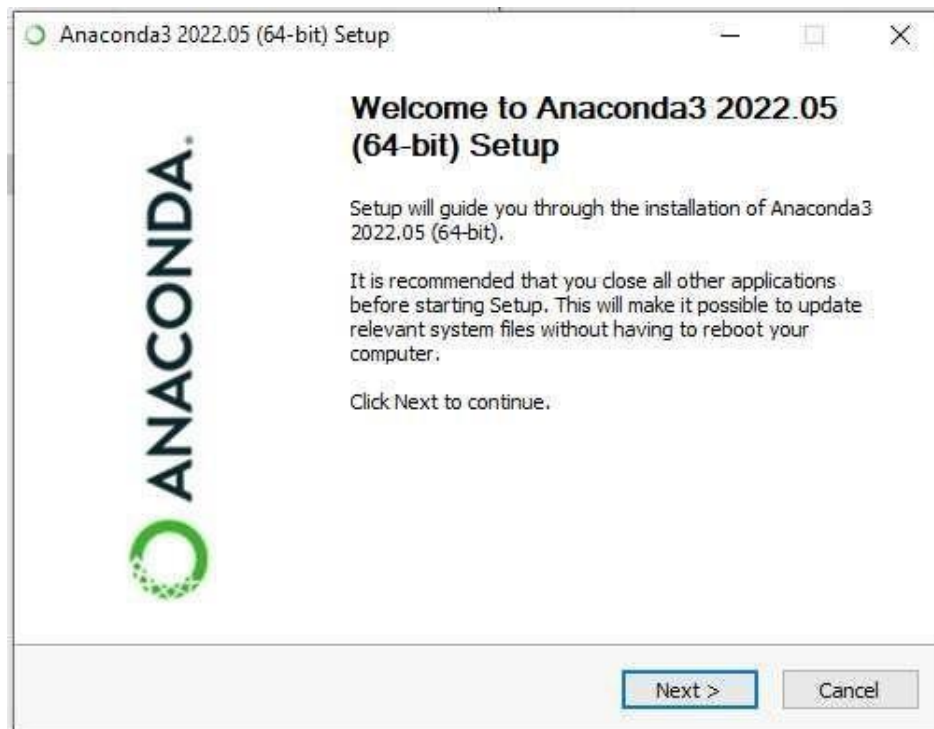 Anaconda3 2022.05 (64-bit) Setup
Welcome to Anaconda3 2022.05
(64-bit) Setup
ANACONDA.
Setup will guide you through the installation of Anaconda3
2022.05 (64-bit).
It is recommended that you close all other applications
before starting Setup. This will make it possible to update
relevant system files without having to reboot your
computer.
Click Next to continue.
Next >
Cancel